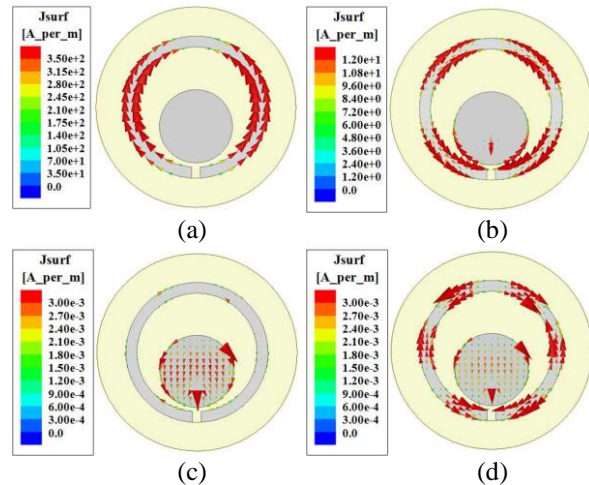 Jsurf
[A_per_m]
3.50e+2
3.15e+2
2.80e+2
2.45e+2
2.10e+2
1.75e+2
1.40e+2
1.05e+2
7.00e+1
3.50e+1
0.0
(a)
Jsurf
[A_per_m]
1.20e+1
1.08e+1
9.60e+0
8.40e+0
7.20e+0
6.00e+0
4.80e+0
3.60e+0
2.40e+0
1.20e+0
0.0
(b)
Jsurf
[A_per_m]
3.00e-3
2.70e-3
2.40e-3
2.10e-3
1.80e-3
1.50e-3
1.20e-3
9.00e-4
6.00e-4
3.00e-4
0.0
(c)
Jsurf
[A_per_m]
3.00e-3
2.70e-3
2.40e-3
2.10e-3
1.80e-3
1.50e-3
1.20e-3
9.00e-4
6.00e-4
3.00e-4
0.0
(d)